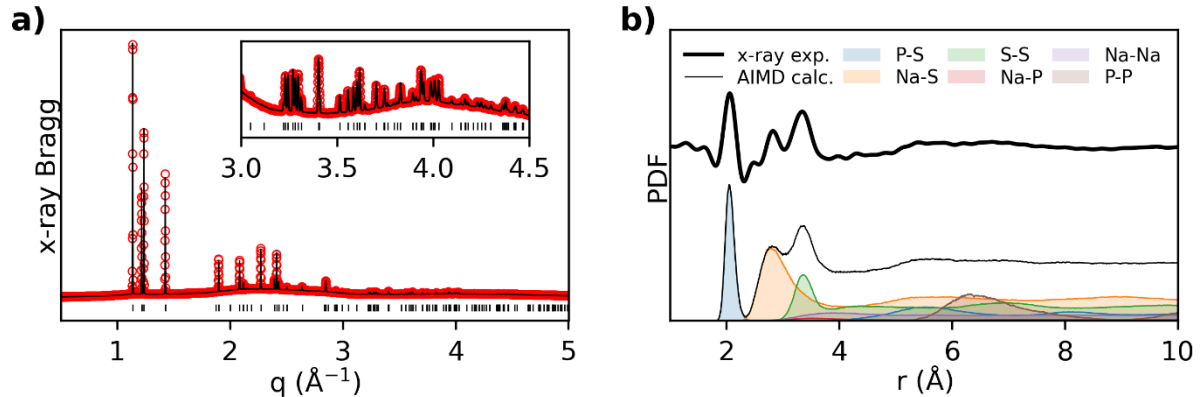 a)
x-ray Bragg
3.0 3.5 4.0 4.5
1 2 3 4 5
q (Å⁻¹)
b)
PDF
x-ray exp. P-S S-S Na-Na
AIMD calc. Na-S Na-P P-P
2 4 6 8 10
r (Å)